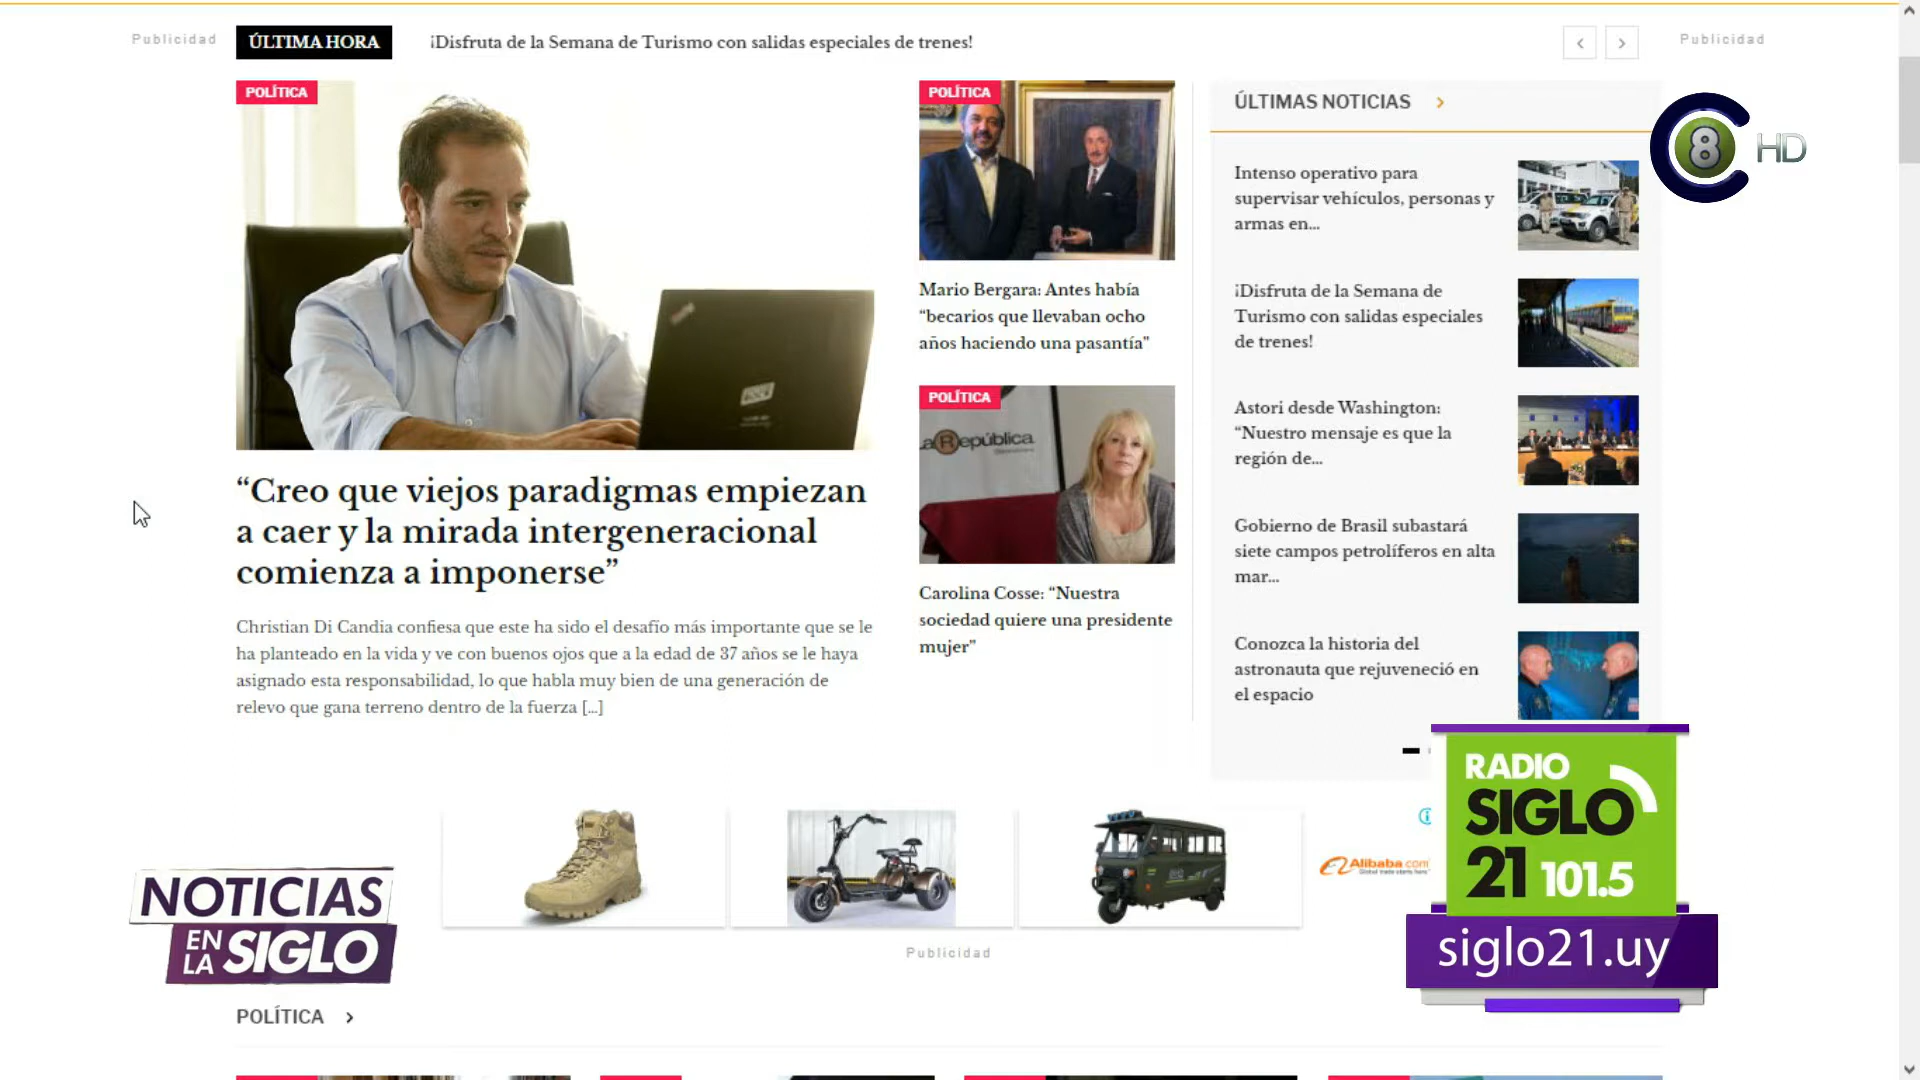 Publicidad
ÚLTIMA HORA
¡Disfruta de la Semana de Turismo con salidas especiales de trenes!
Publicidad
POLÍTICA
“Creo que viejos paradigmas empiezan
a caer y la mirada intergeneracional
comienza a imponerse”
Christian Di Candia confiesa que este ha sido el desafío más importante que se le
ha planteado en la vida y ve con buenos ojos que a la edad de 37 años se le haya
asignado esta responsabilidad, lo que habla muy bien de una generación de
relevo que gana terreno dentro de la fuerza [...]
POLÍTICA
Mario Bergara: Antes había
“becarios que llevaban ocho
años haciendo una pasantía”
POLÍTICA
aRepública
Carolina Cosse: “Nuestra
sociedad quiere una presidente
mujer”
ÚLTIMAS NOTICIAS
Intenso operativo para
supervisar vehículos, personas y
armas en...
¡Disfruta de la Semana de
Turismo con salidas especiales
de trenes!
Astori desde Washington:
“Nuestro mensaje es que la
región de...
Gobierno de Brasil subastará
siete campos petrolíferos en alta
mar...
Conozca la historia del
astronauta que rejuveneció en
el espacio
8 HD
Alibaba.com
Global trade starts here
Publicidad
NOTICIAS
EN LA SIGLO
RADIO
SIGLO
21 101.5
siglo21.uy
POLÍTICA